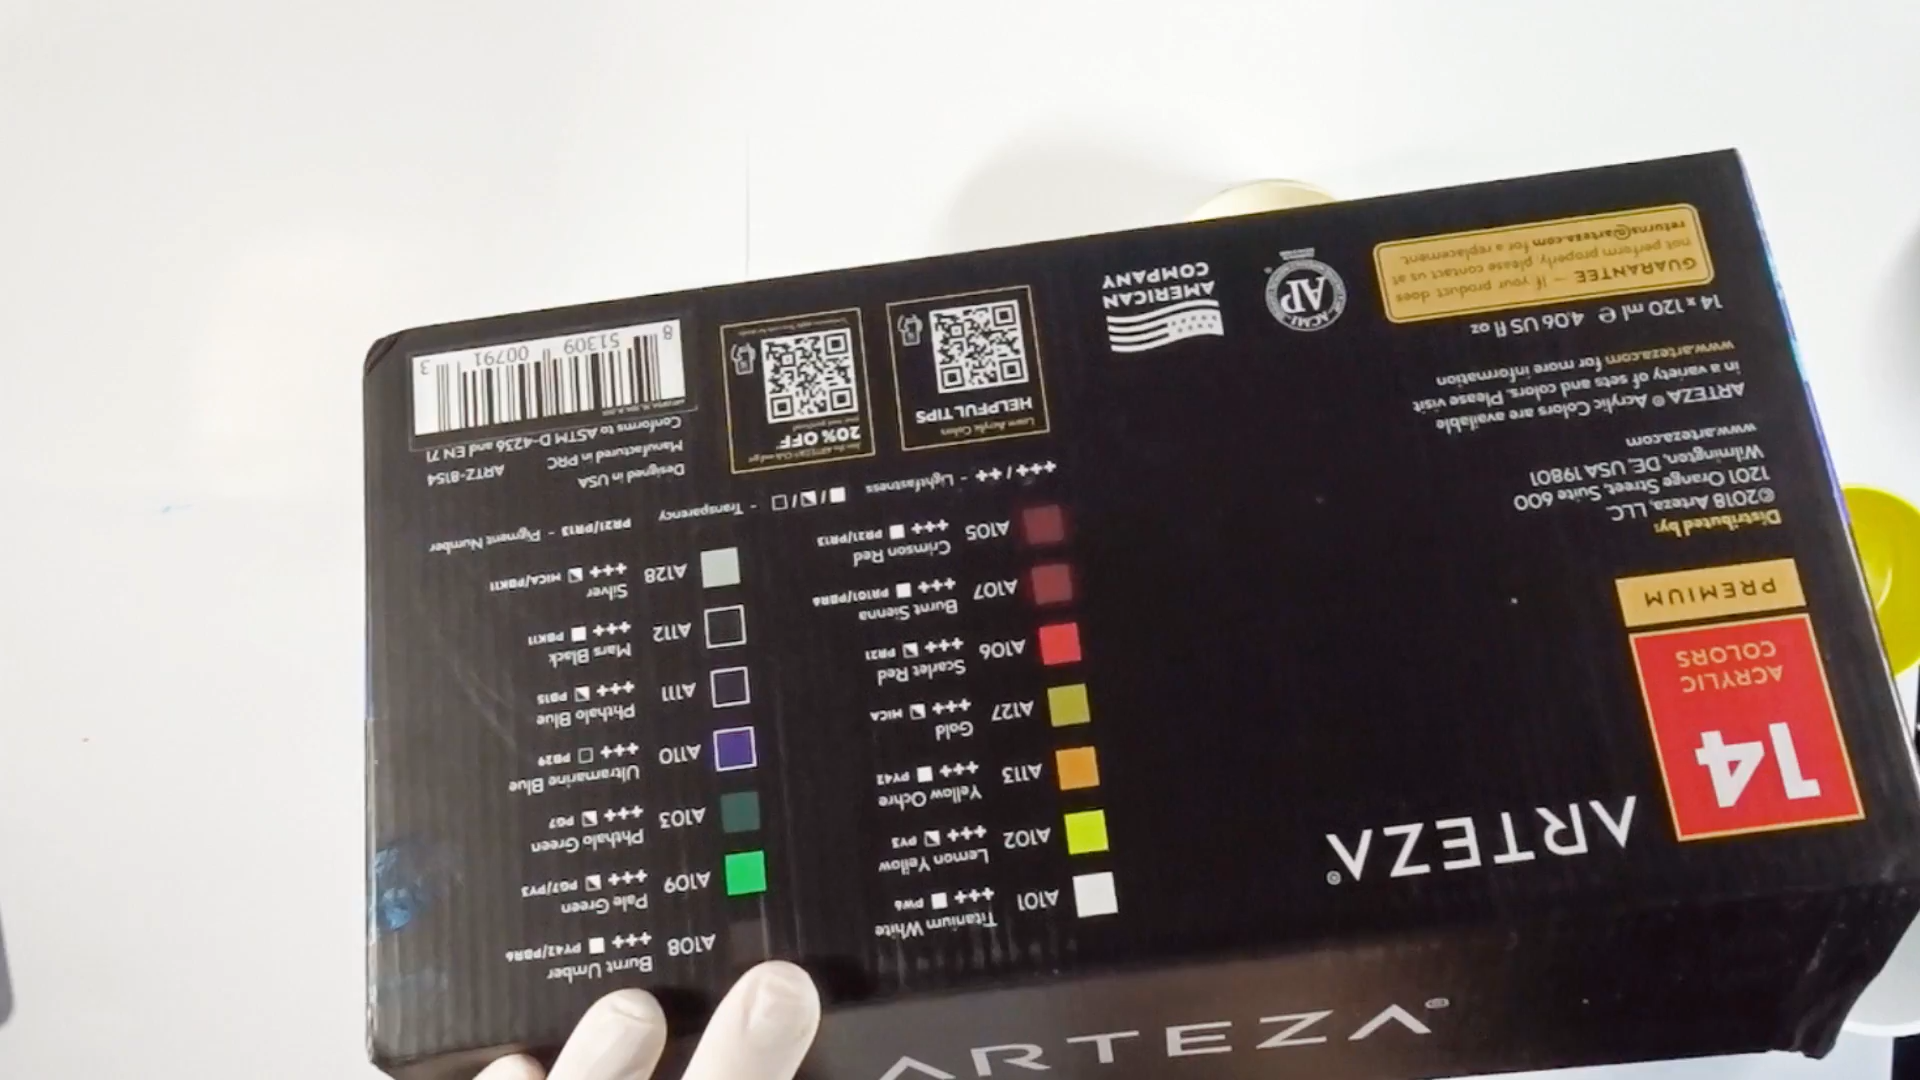 ARTEZA®
14
ACRYLIC
COLORS
PREMIUM
Distributed by:
©2018 Arteza, LLC.
1201 Orange Street, Suite 600
Wilmington, DE, USA 19801
www.arteza.com
ARTEZA® Acrylic Colors are available
in a variety of sets and colors. Please visit
www.arteza.com for more information
14 x 120 ml ℮ 4.06 US fl oz
GUARANTEE – If your product does
not perform properly please contact us at
returns@arteza.com for a replacement.
A101 Titanium White
+++ PW6
A102 Lemon Yellow
+++ PY3
A113 Yellow Ochre
+++ PY42
A127 Gold
+++ MICA
A106 Scarlet Red
+++ PR21
A107 Burnt Sienna
+++ PR101/PBR6
A105 Crimson Red
+++ PR21/PR13
+++ / ++ - Lightfastness
A108 Burnt Umber
+++ PY42/PBR6
A109 Pale Green
+++ PG7/PY3
A103 Phthalo Green
+++ PG7
A110 Ultramarine Blue
+++ PB29
A111 Phthalo Blue
+++ PB15
A112 Mars Black
+++ PBK11
A128 Silver
+++ MICA/PBK11
PR21/PR13 - Pigment Number
- Transparency
AMERICAN
COMPANY
ACMI
AP
Learn Acrylic Colors
HELPFUL TIPS
20% OFF
Designed in USA
Manufactured in PRC ARTZ-8154
Conforms to ASTM D-4236 and EN 71
8 51309 00791 3
ARTEZA®